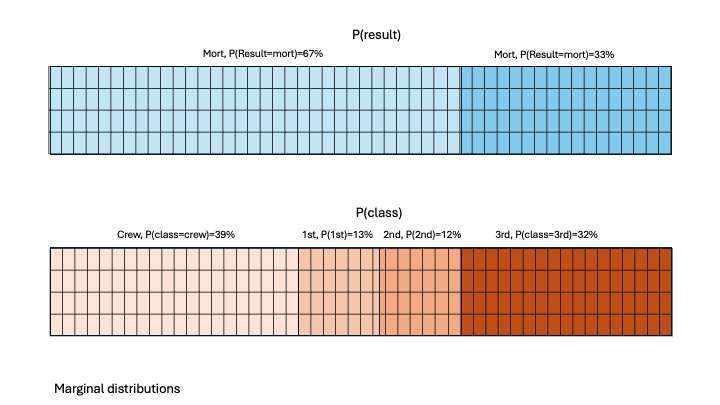 P(result)
Mort, P(Result=mort)=67%
Mort, P(Result=mort)=33%
P(class)
Crew, P(class=crew)=39%
1st, P(1st)=13%
2nd, P(2nd)=12%
3rd, P(class=3rd)=32%
Marginal distributions